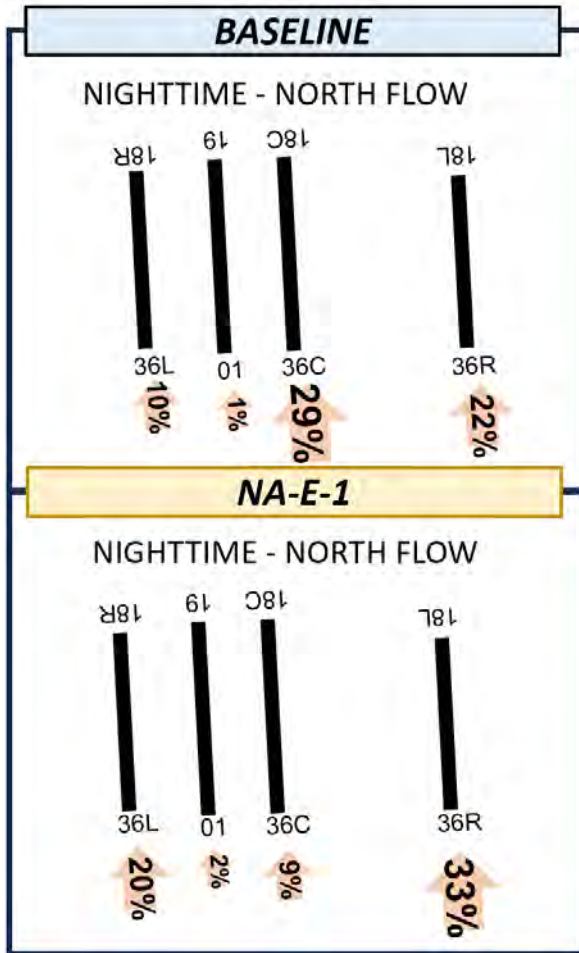 BASELINE
NIGHTTIME - NORTH FLOW
18R 19 18C 18L
36L 01 36C 36R
10% 1% 29% 22%
NA-E-1
NIGHTTIME - NORTH FLOW
18R 19 18C 18L
36L 01 36C 36R
20% 2% 9% 33%